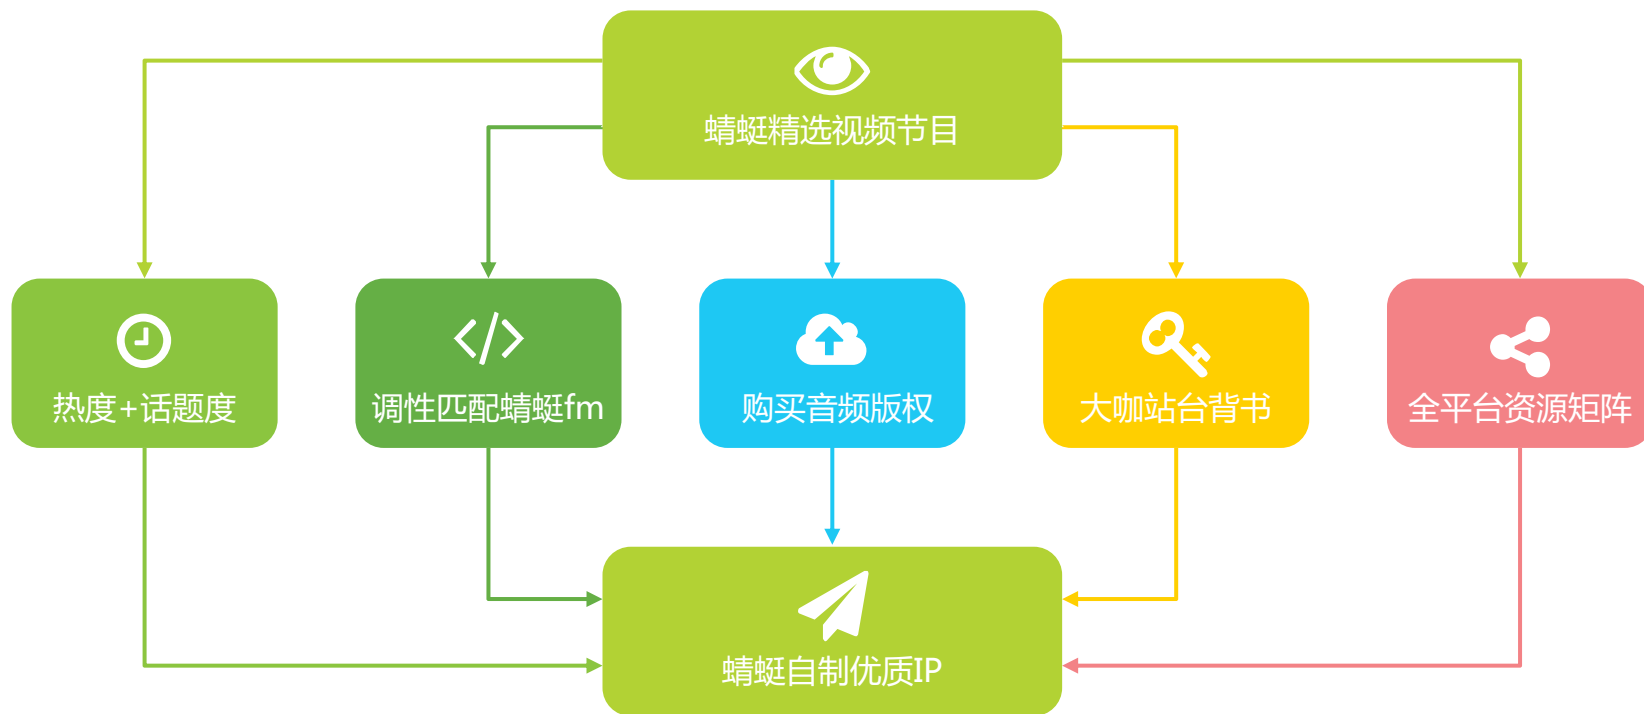 蜻蜓精选视频节目
热度+话题度
调性匹配蜻蜓fm
购买音频版权
大咖站台背书
全平台资源矩阵
蜻蜓自制优质IP